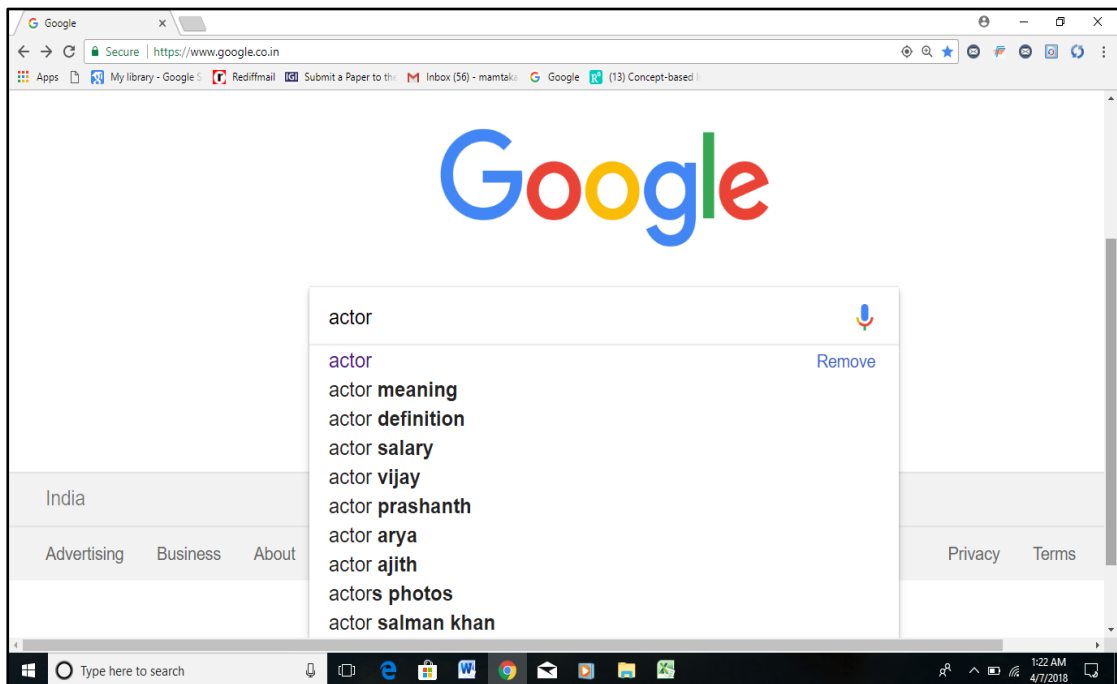 Google
Secure | https://www.google.co.in
Apps My library - Google S Rediffmail Submit a Paper to the Inbox (56) - mamtaka Google (13) Concept-based
Google
actor
actor Remove
actor meaning
actor definition
actor salary
actor vijay
actor prashanth
actor arya
actor ajith
actors photos
actor salman khan
India
Advertising Business About Privacy Terms
Type here to search
1:22 AM
4/7/2018